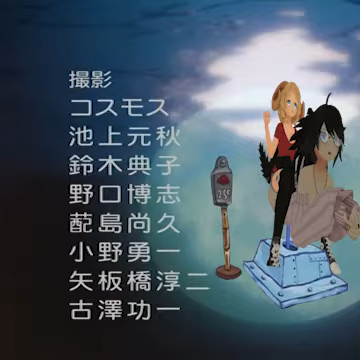 撮影
コスモス
池上元秋
鈴木典子
野口博志
蓜島尚久
小野勇一
矢板橋淳二
古澤功一